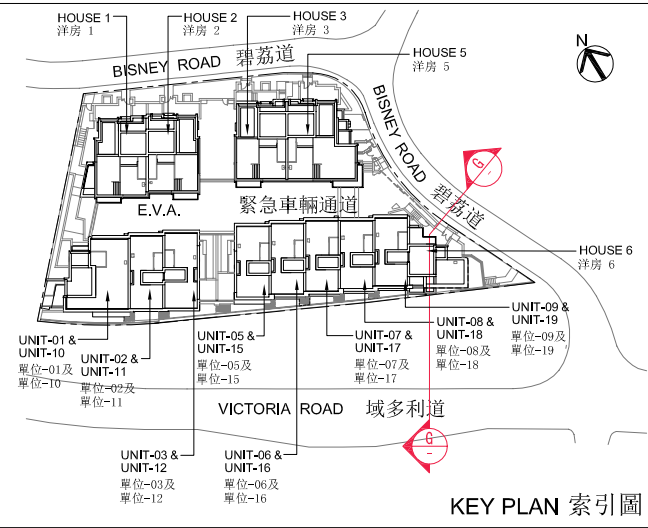 HOUSE 1
洋房 1
HOUSE 2
洋房 2
HOUSE 3
洋房 3
HOUSE 5
洋房 5
N
BISNEY ROAD 碧荔道
BISNEY ROAD 碧荔道
G
-
E.V.A. 緊急車輛通道
HOUSE 6
洋房 6
UNIT-01 &
UNIT-10
單位-01及
單位-10
UNIT-02 &
UNIT-11
單位-02及
單位-11
UNIT-05 &
UNIT-15
單位-05及
單位-15
UNIT-07 &
UNIT-17
單位-07及
單位-17
UNIT-08 &
UNIT-18
單位-08及
單位-18
UNIT-09 &
UNIT-19
單位-09及
單位-19
VICTORIA ROAD 域多利道
G
-
UNIT-03 &
UNIT-12
單位-03及
單位-12
UNIT-06 &
UNIT-16
單位-06及
單位-16
KEY PLAN 索引圖